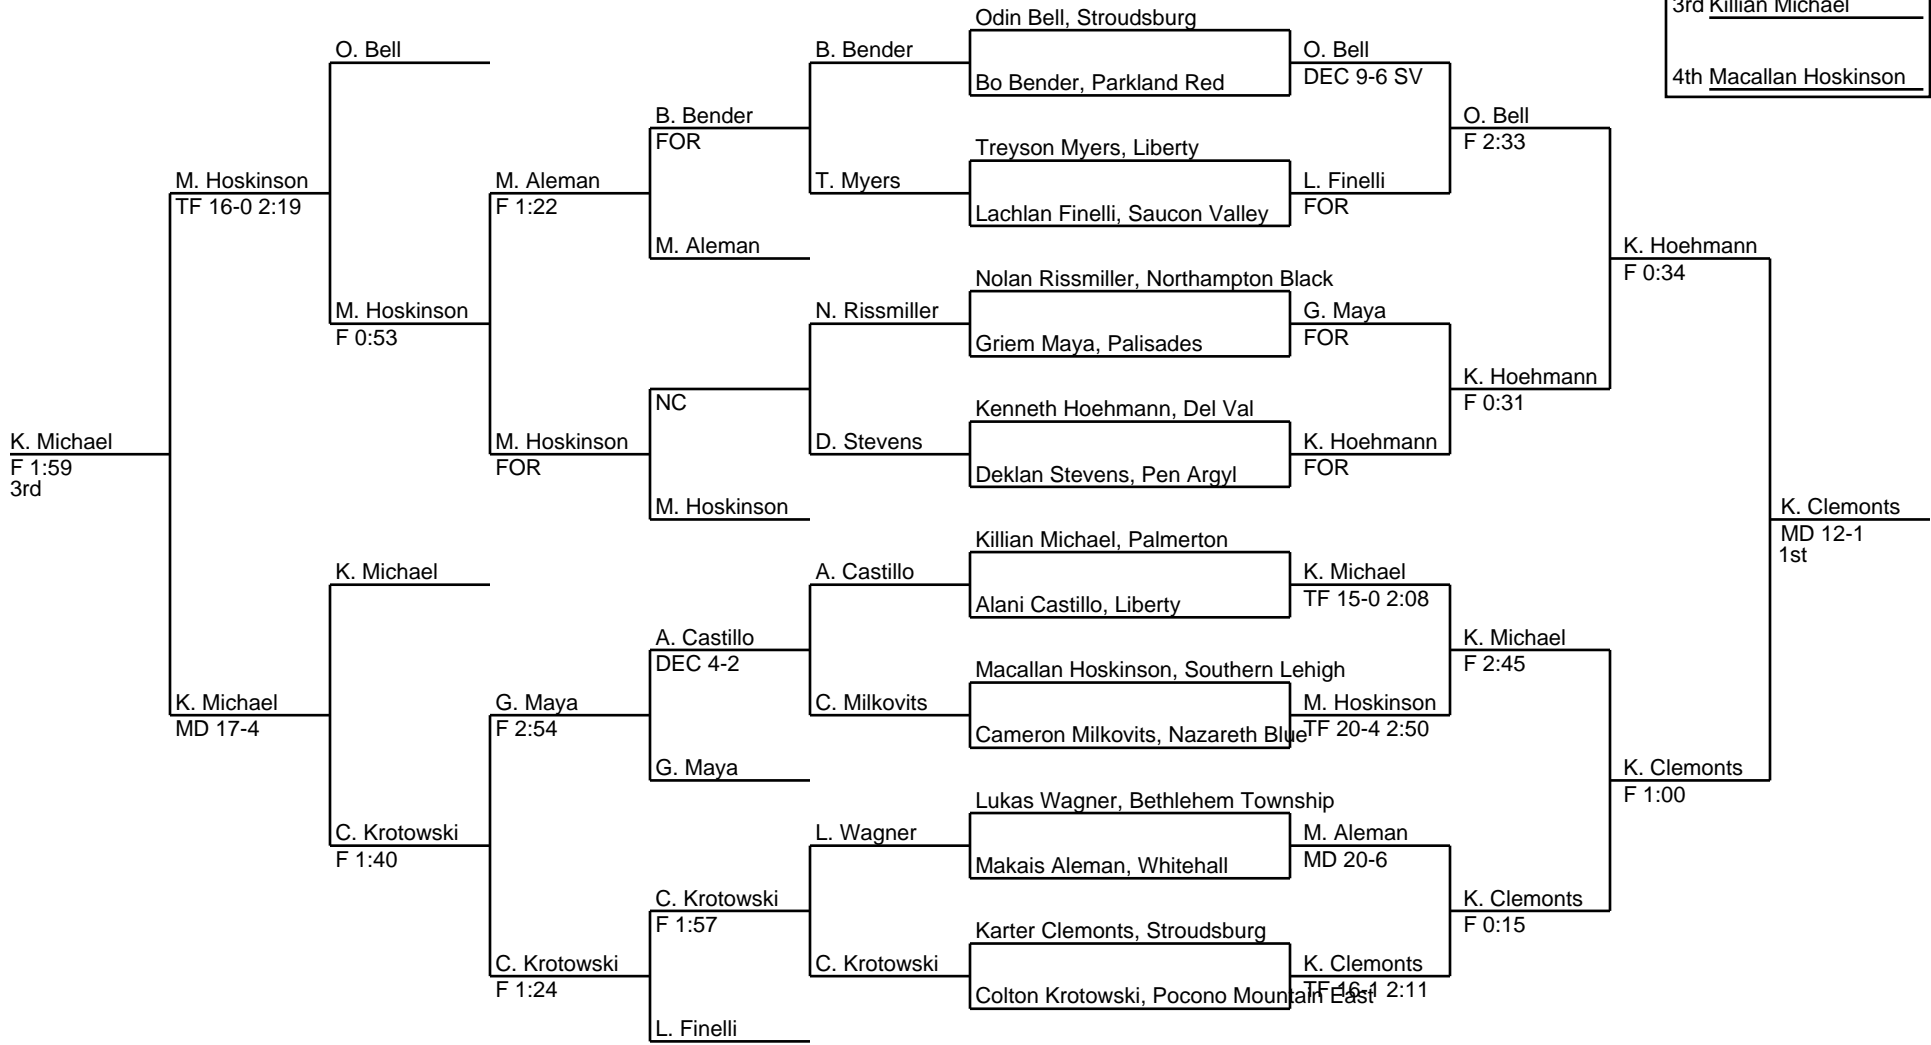 3rd Killian Michael
4th Macallan Hoskinson
Odin Bell, Stroudsburg
Bo Bender, Parkland Red
Treyson Myers, Liberty
Lachlan Finelli, Saucon Valley
Nolan Rissmiller, Northampton Black
Griem Maya, Palisades
Kenneth Hoehmann, Del Val
Deklan Stevens, Pen Argyl
Killian Michael, Palmerton
Alani Castillo, Liberty
Macallan Hoskinson, Southern Lehigh
Cameron Milkovits, Nazareth Blue
Lukas Wagner, Bethlehem Township
Makais Aleman, Whitehall
Karter Clemonts, Stroudsburg
Colton Krotowski, Pocono Mountain East
O. Bell
DEC 9-6 SV
L. Finelli
FOR
G. Maya
FOR
K. Hoehmann
FOR
K. Michael
TF 15-0 2:08
M. Hoskinson
TF 20-4 2:50
M. Aleman
MD 20-6
K. Clemonts
TF 16-1 2:11
O. Bell
F 2:33
K. Hoehmann
F 0:31
K. Michael
F 2:45
K. Clemonts
F 0:15
K. Hoehmann
F 0:34
K. Clemonts
F 1:00
K. Clemonts
MD 12-1
1st
B. Bender
T. Myers
N. Rissmiller
D. Stevens
A. Castillo
C. Milkovits
L. Wagner
C. Krotowski
B. Bender
FOR
M. Aleman
NC
M. Hoskinson
A. Castillo
DEC 4-2
G. Maya
C. Krotowski
F 1:57
L. Finelli
M. Aleman
F 1:22
M. Hoskinson
FOR
G. Maya
F 2:54
C. Krotowski
F 1:24
O. Bell
M. Hoskinson
F 0:53
K. Michael
C. Krotowski
F 1:40
M. Hoskinson
TF 16-0 2:19
K. Michael
MD 17-4
K. Michael
F 1:59
3rd